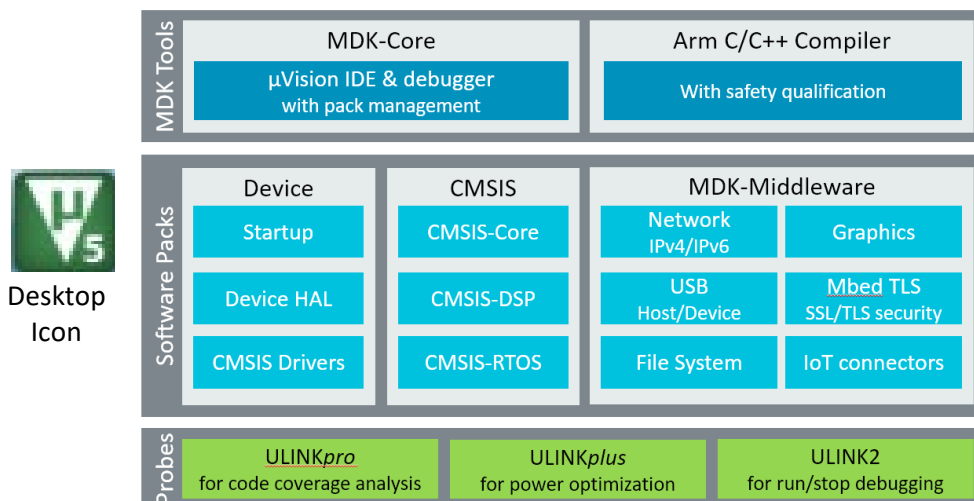 MDK Tools
MDK-Core
µVision IDE & debugger
with pack management
Arm C/C++ Compiler
With safety qualification
µ
5
Desktop
Icon
Software Packs
Device
Startup
Device HAL
CMSIS Drivers
CMSIS
CMSIS-Core
CMSIS-DSP
CMSIS-RTOS
MDK-Middleware
Network
IPv4/IPv6
Graphics
USB
Host/Device
Mbed TLS
SSL/TLS security
File System
IoT connectors
Probes
ULINKpro
for code coverage analysis
ULINKplus
for power optimization
ULINK2
for run/stop debugging